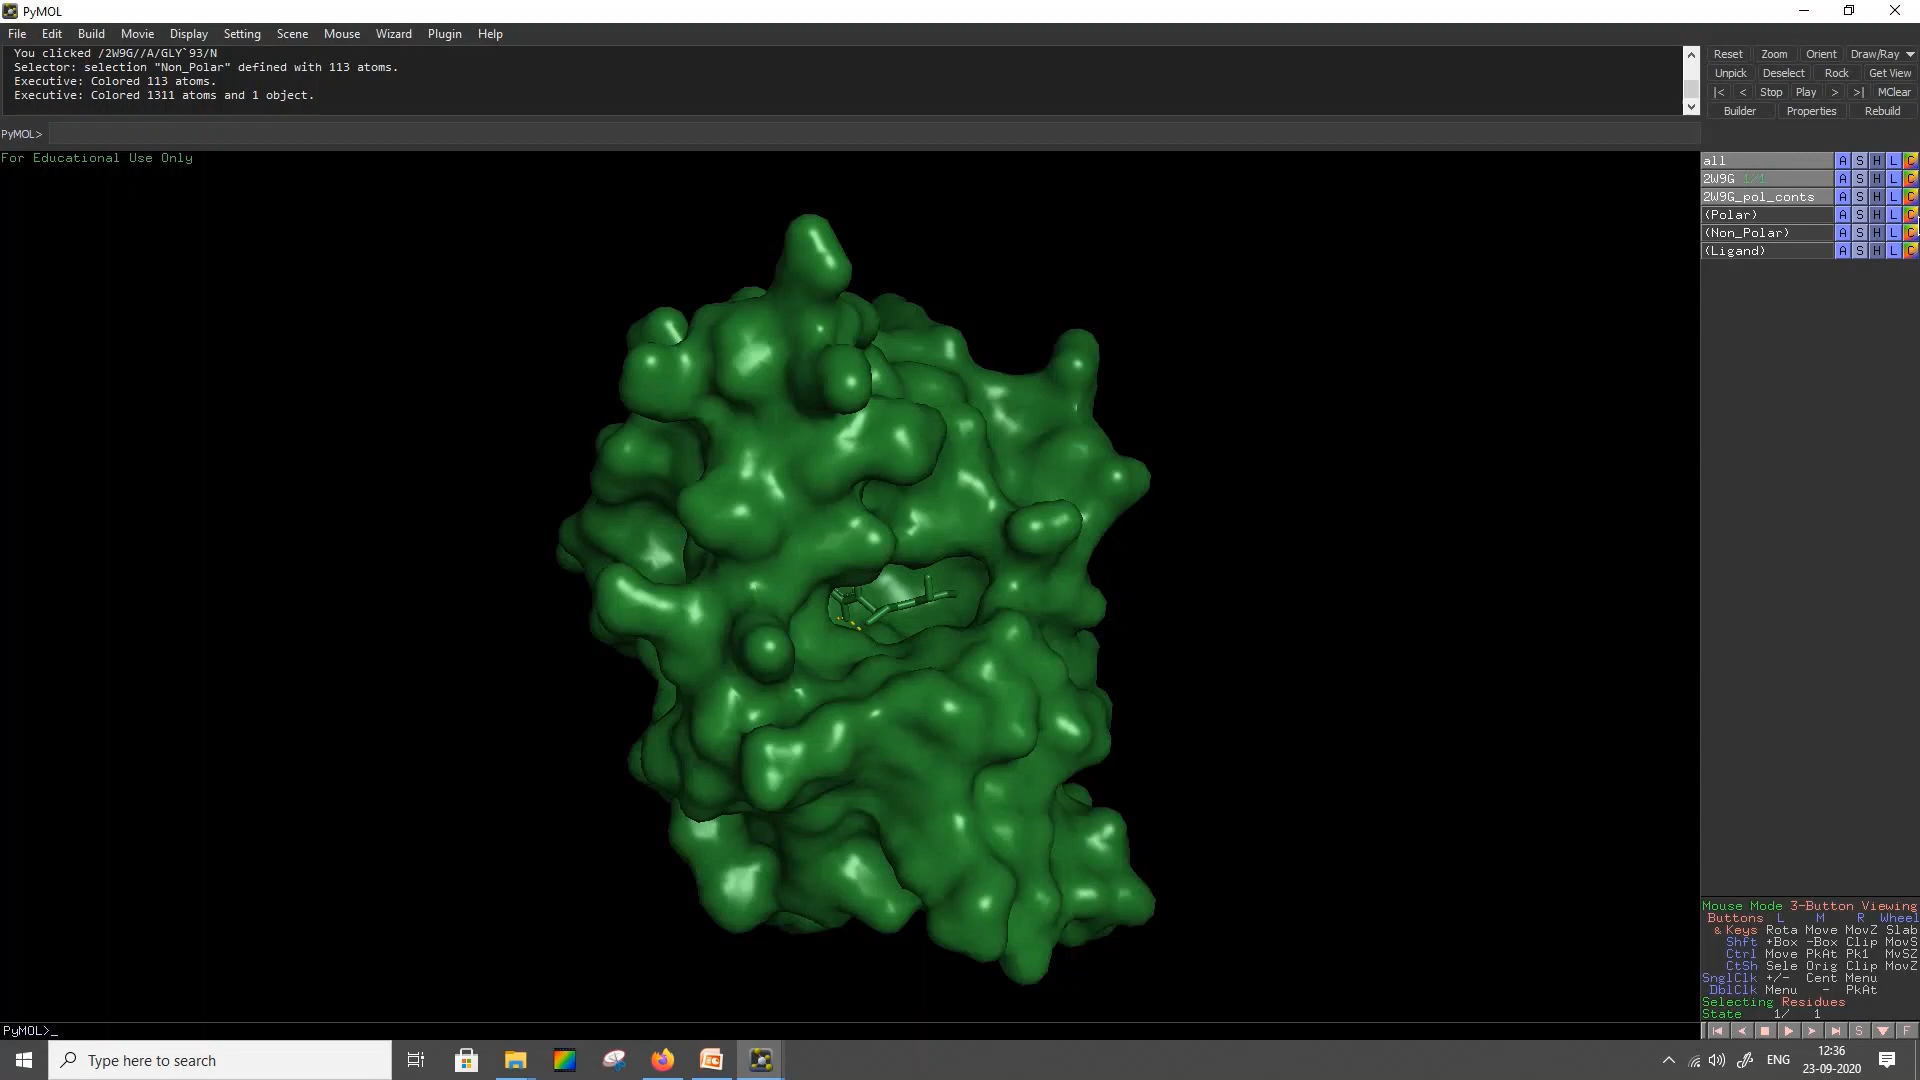 PyMOL
File Edit Build Movie Display Setting Scene Mouse Wizard Plugin Help
You clicked /2W9G//A/GLY`93/N
Selector: selection "Non_Polar" defined with 113 atoms.
Executive: Colored 113 atoms.
Executive: Colored 1311 atoms and 1 object.
PyMOL>
Reset Zoom Orient Draw/Ray
Unpick Deselect Rock Get View
|< < Stop Play > >| MClear
Builder Properties Rebuild
For Educational Use Only
all A S H L C
2W9G 1/1 A S H L C
2W9G_pol_conts A S H L C
(Polar) A S H L C
(Non_Polar) A S H L C
(Ligand) A S H L C
Mouse Mode 3-Button Viewing
Buttons L M R Wheel
& Keys Rota Move MovZ Slab
Shft +Box -Box Clip MovS
Ctrl Move PkAt Pk1 MvSZ
CtSh Sele Orig Clip MovZ
SnglClk +/- Cent Menu
DblClk Menu - PkAt
Selecting Residues
State 1/ 1
PyMOL>_
S F
Type here to search
ENG
12:36
23-09-2020